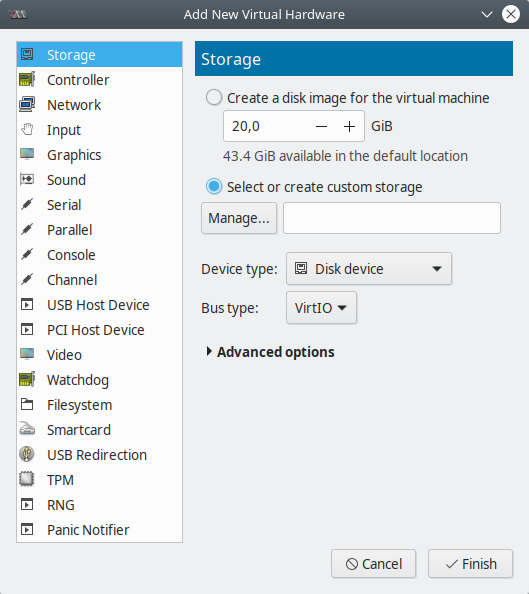 Add New Virtual Hardware
Storage
Controller
Network
Input
Graphics
Sound
Serial
Parallel
Console
Channel
USB Host Device
PCI Host Device
Video
Watchdog
Filesystem
Smartcard
USB Redirection
TPM
RNG
Panic Notifier
Storage
Create a disk image for the virtual machine
20,0 GiB
43.4 GiB available in the default location
Select or create custom storage
Manage...
Device type: Disk device
Bus type: VirtIO
Advanced options
Cancel Finish